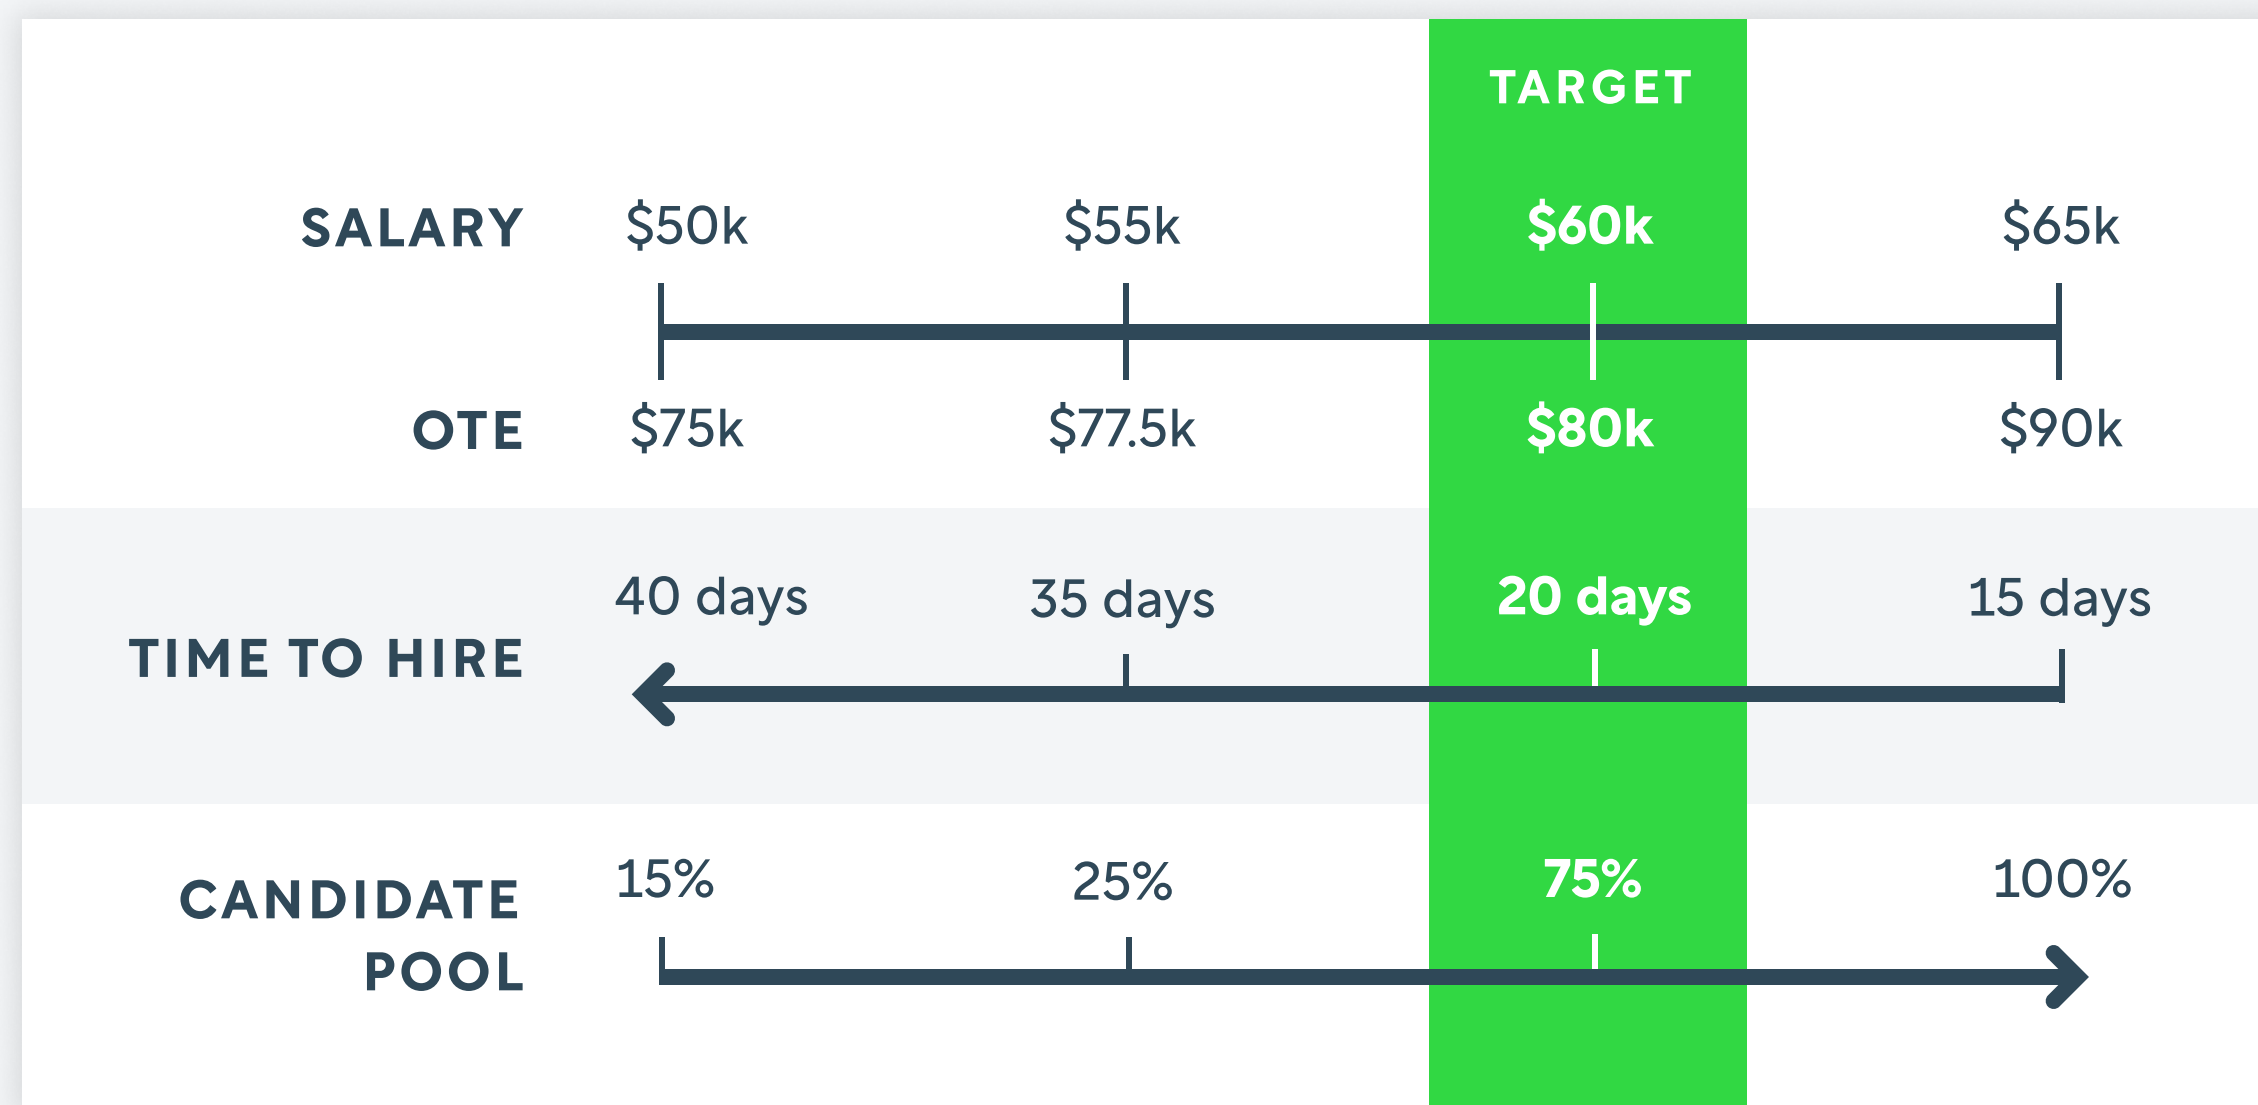 TARGET
SALARY $50k $55k $60k $65k
OTE $75k $77.5k $80k $90k
40 days 35 days 20 days 15 days
TIME TO HIRE
15% 25% 75% 100%
CANDIDATE
POOL